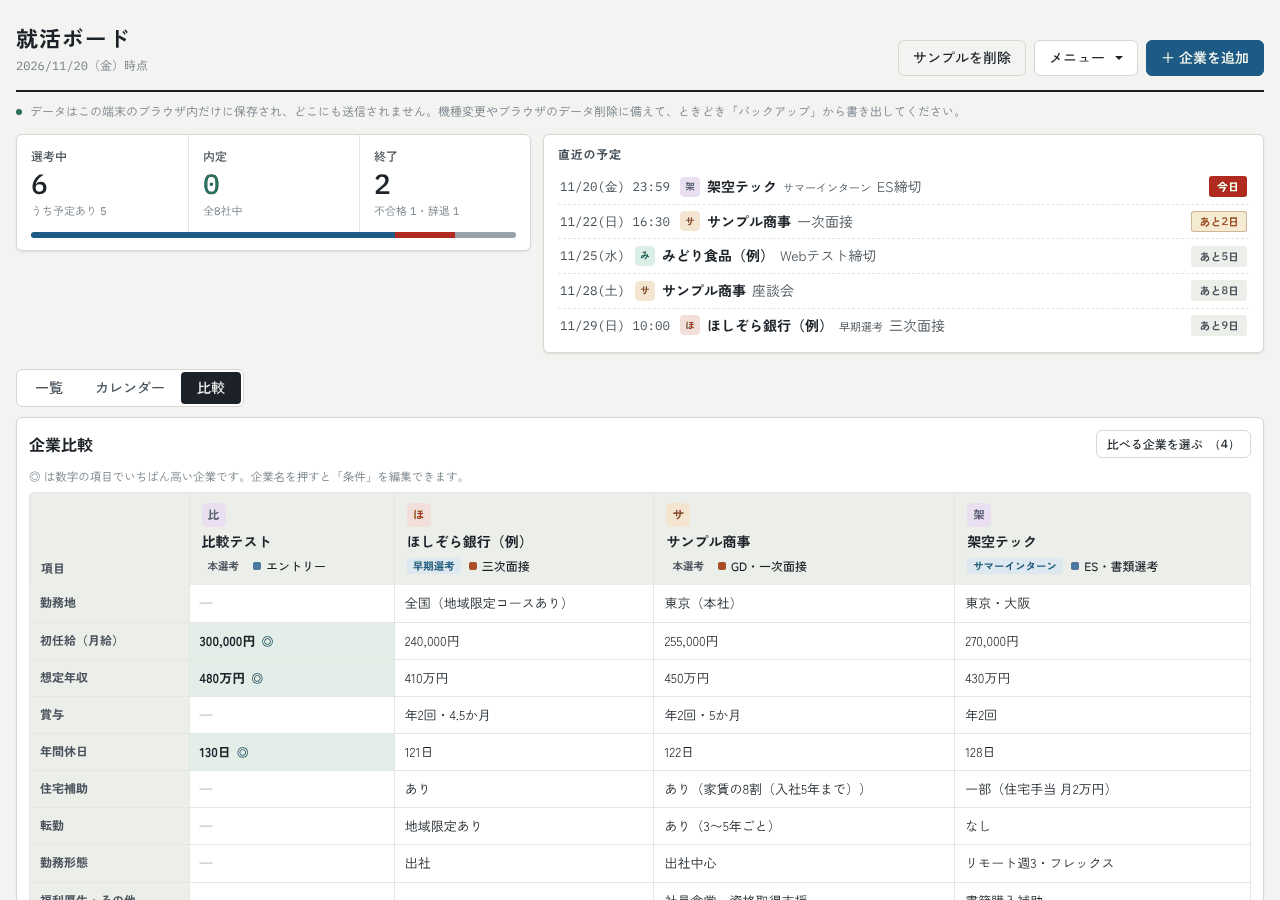 就活ボード
2026/11/20（金）時点
サンプルを削除
メニュー
＋ 企業を追加
データはこの端末のブラウザ内だけに保存され、どこにも送信されません。機種変更やブラウザのデータ削除に備えて、ときどき「バックアップ」から書き出してください。
選考中
6
うち予定あり 5
内定
0
全8社中
終了
2
不合格 1・辞退 1
直近の予定
11/20(金) 23:59 架 架空テック サマーインターン ES締切 今日
11/22(日) 16:30 サ サンプル商事 一次面接 あと2日
11/25(水) み みどり食品（例） Webテスト締切 あと5日
11/28(土) サ サンプル商事 座談会 あと8日
11/29(日) 10:00 ほ ほしぞら銀行（例） 早期選考 三次面接 あと9日
一覧
カレンダー
比較
企業比較
比べる企業を選ぶ （4）
◎ は数字の項目でいちばん高い企業です。企業名を押すと「条件」を編集できます。
項目
比
比較テスト
本選考 エントリー
ほ
ほしぞら銀行（例）
早期選考 三次面接
サ
サンプル商事
本選考 GD・一次面接
架
架空テック
サマーインターン ES・書類選考
勤務地 — 全国（地域限定コースあり） 東京（本社） 東京・大阪
初任給（月給） 300,000円 ◎ 240,000円 255,000円 270,000円
想定年収 480万円 ◎ 410万円 450万円 430万円
賞与 — 年2回・4.5か月 年2回・5か月 年2回
年間休日 130日 ◎ 121日 122日 128日
住宅補助 — あり あり（家賃の8割（入社5年まで）） 一部（住宅手当 月2万円）
転勤 — 地域限定あり あり（3〜5年ごと） なし
勤務形態 — 出社 出社中心 リモート週3・フレックス
福利厚生・その他 社員食堂、資格取得支援 書籍購入補助